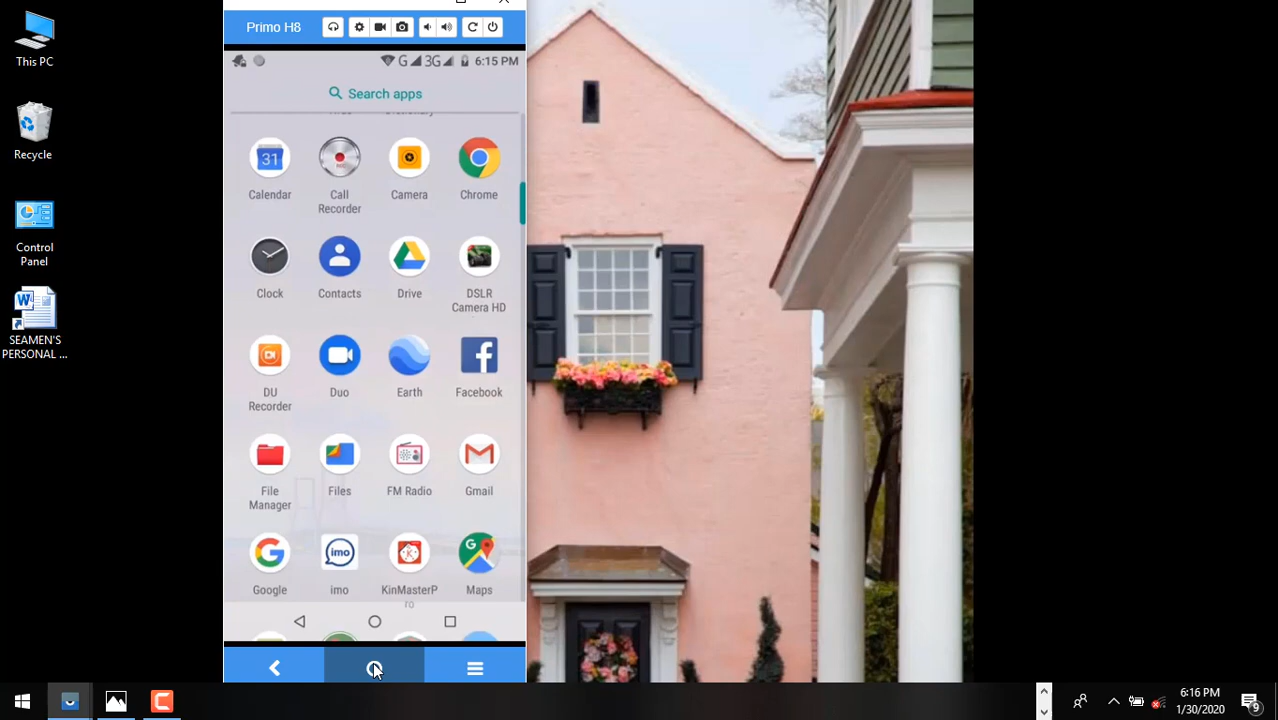 This PC
Recycle
Control
Panel
SEAMEN'S
PERSONAL ...
Primo H8
G 3G 6:15 PM
Search apps
31
Calendar
Call
Recorder
Camera
Chrome
Clock
Contacts
Drive
DSLR
Camera HD
DU
Recorder
Duo
Earth
Facebook
File
Manager
Files
FM Radio
Gmail
Google
imo
imo
KinMasterP
ro
Maps
6:16 PM
1/30/2020
9